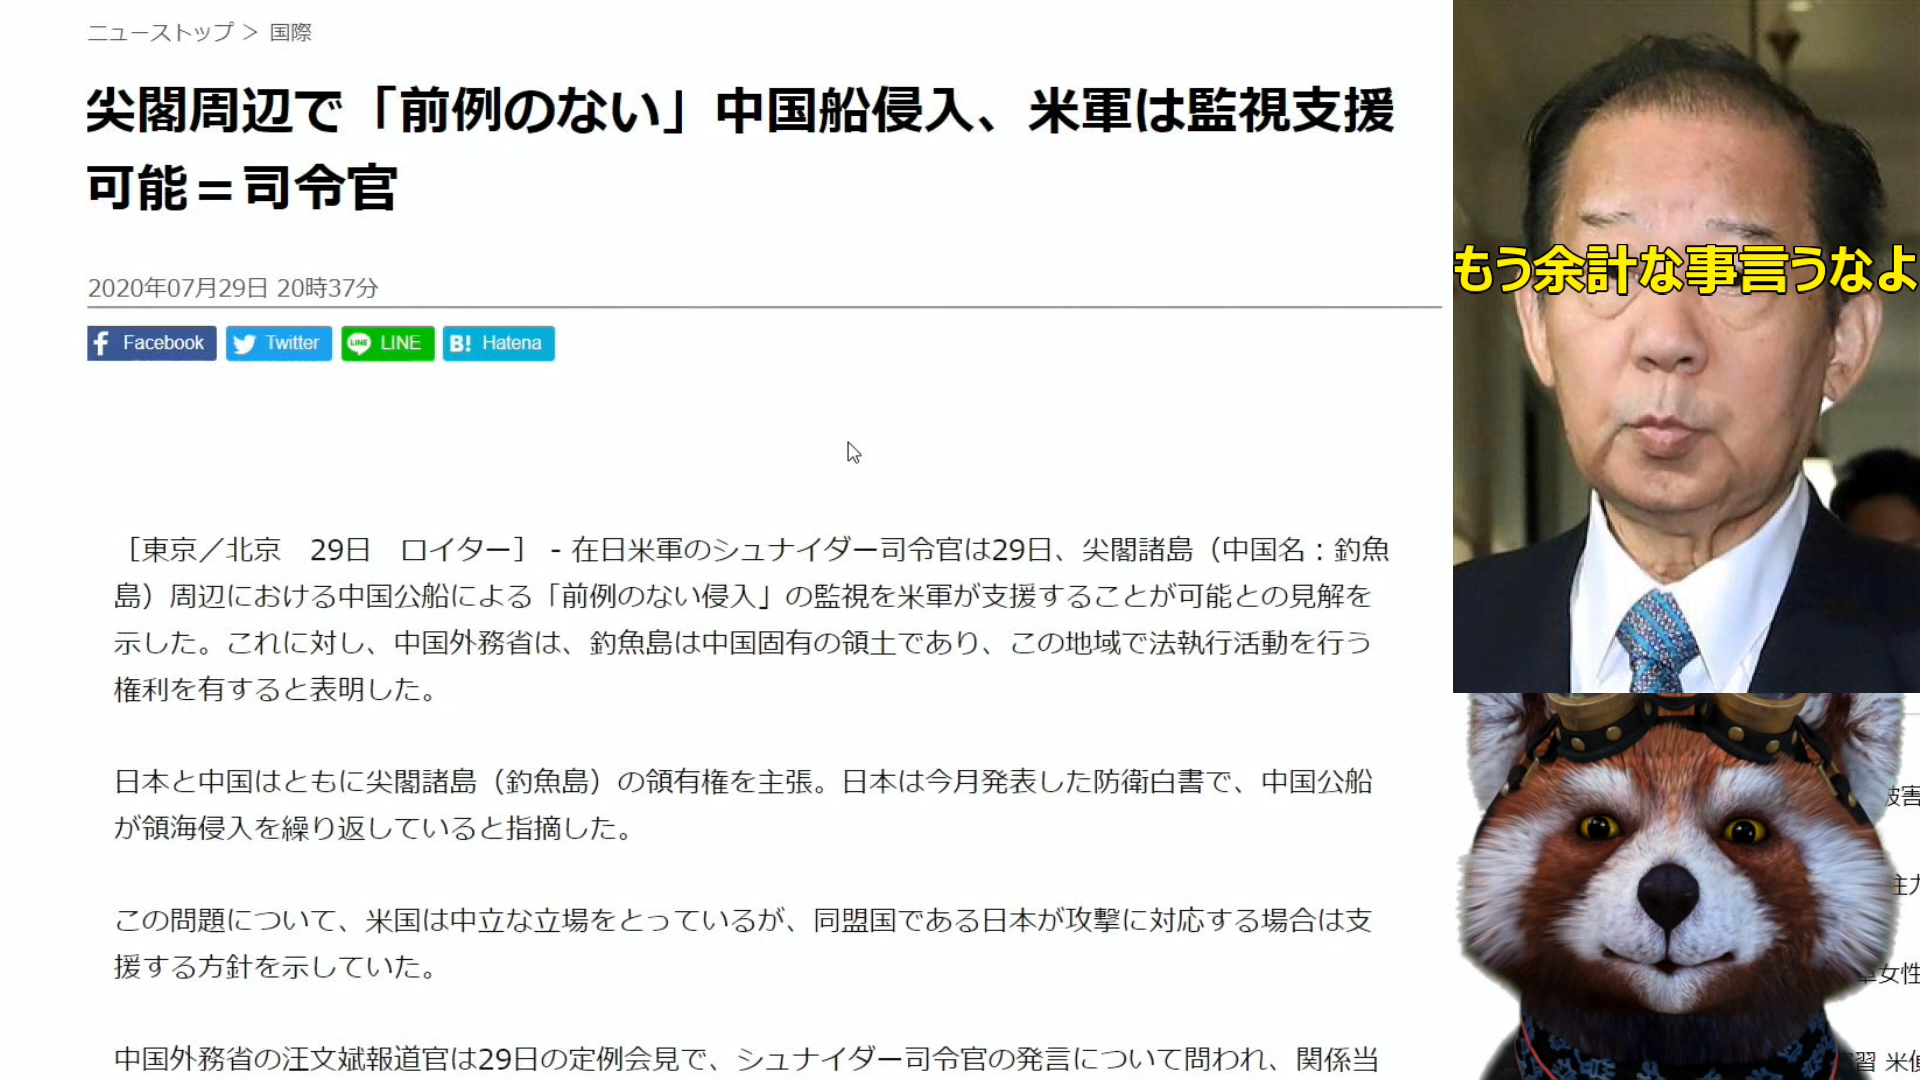 ニューストップ ＞ 国際
尖閣周辺で「前例のない」中国船侵入、米軍は監視支援
可能＝司令官
2020年07月29日 20時37分
Facebook
Twitter
LINE
B! Hatena
もう余計な事言うなよ
［東京／北京　29日　ロイター］ - 在日米軍のシュナイダー司令官は29日、尖閣諸島（中国名：釣魚
島）周辺における中国公船による「前例のない侵入」の監視を米軍が支援することが可能との見解を
示した。これに対し、中国外務省は、釣魚島は中国固有の領土であり、この地域で法執行活動を行う
権利を有すると表明した。
日本と中国はともに尖閣諸島（釣魚島）の領有権を主張。日本は今月発表した防衛白書で、中国公船
が領海侵入を繰り返していると指摘した。
この問題について、米国は中立な立場をとっているが、同盟国である日本が攻撃に対応する場合は支
援する方針を示していた。
中国外務省の汪文斌報道官は29日の定例会見で、シュナイダー司令官の発言について問われ、関係当
被害
注力
女性
習 米